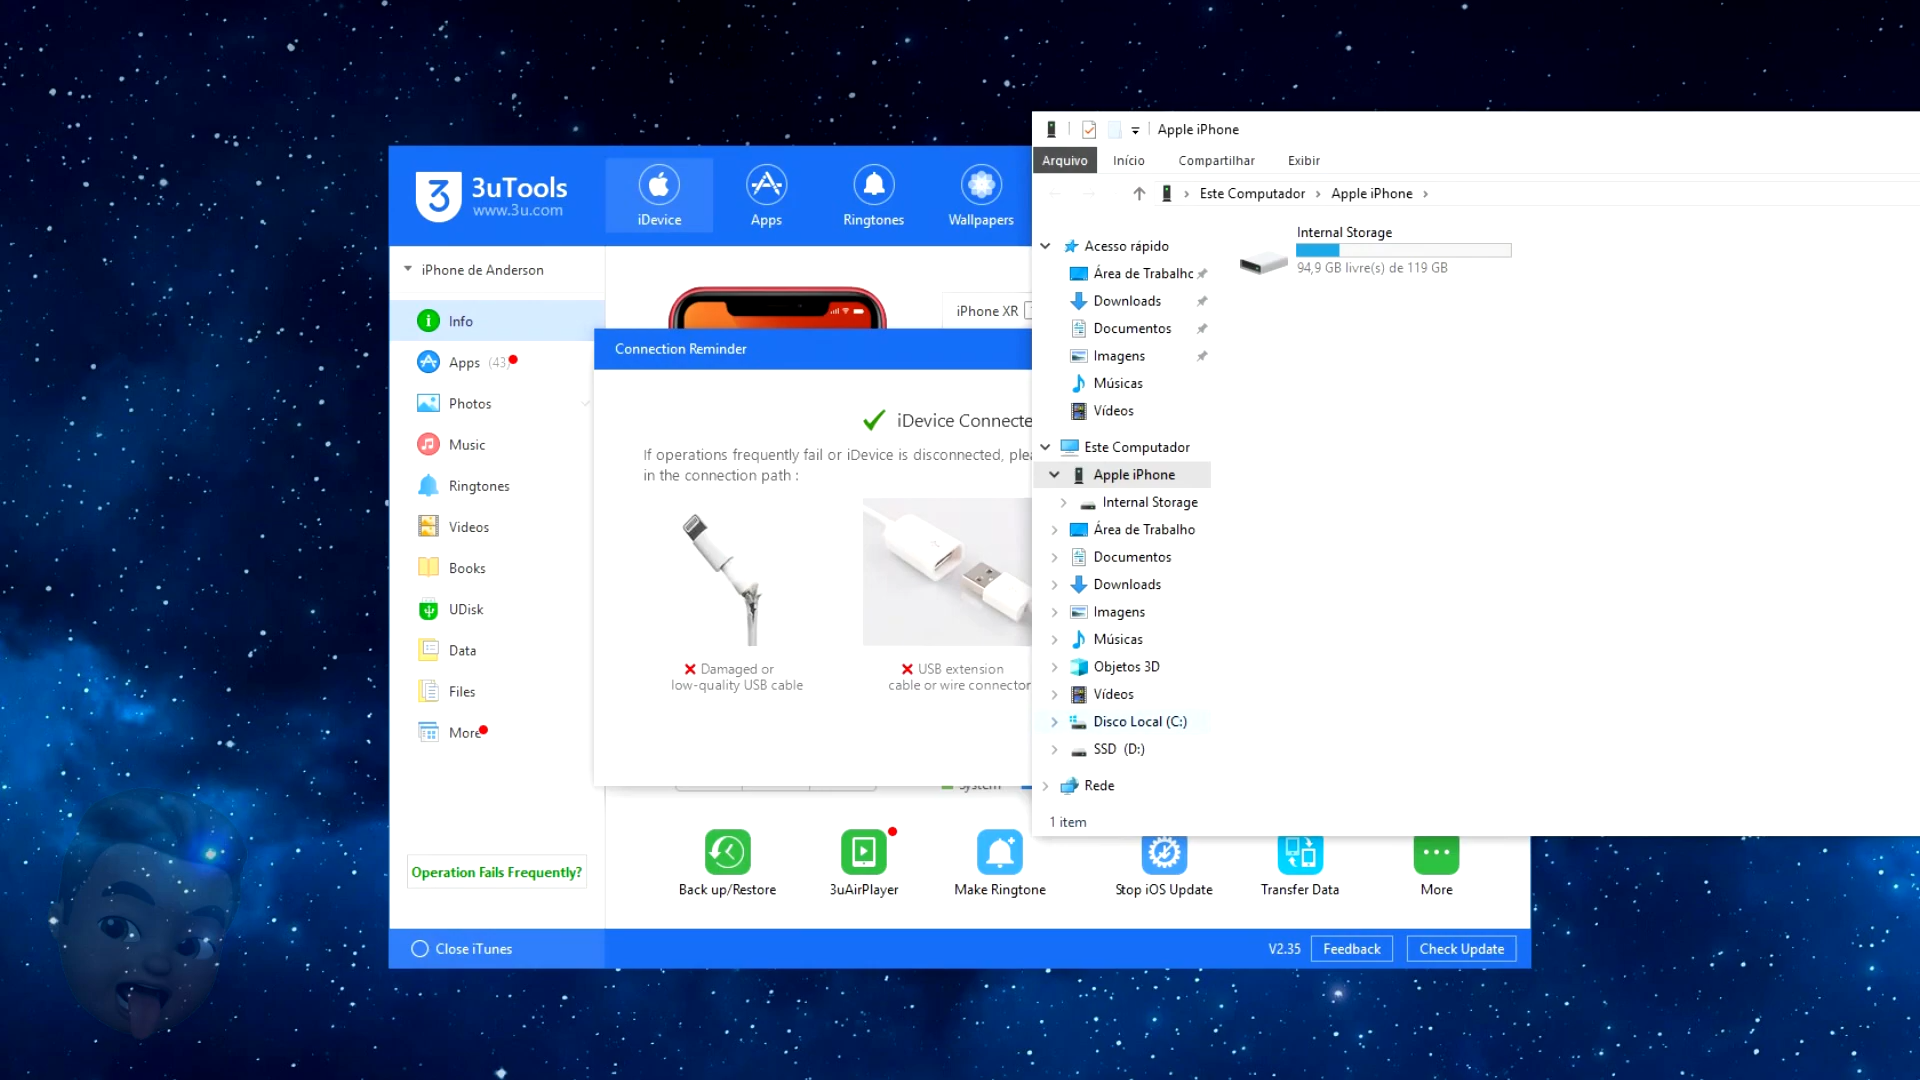 3
3uTools
www.3u.com
iDevice
Apps
Ringtones
Wallpapers
iPhone de Anderson
Info
Apps (43)
Photos
Music
Ringtones
Videos
Books
UDisk
Data
Files
More
Operation Fails Frequently?
Close iTunes
iPhone XR
Connection Reminder
iDevice Connecte
If operations frequently fail or iDevice is disconnected, plea
in the connection path :
Damaged or
low-quality USB cable
USB extension
cable or wire connector
System
Back up/Restore
3uAirPlayer
Make Ringtone
Stop iOS Update
Transfer Data
More
V2.35
Feedback
Check Update
Apple iPhone
Arquivo
Início
Compartilhar
Exibir
Este Computador
Apple iPhone
Acesso rápido
Área de Trabalho
Downloads
Documentos
Imagens
Músicas
Vídeos
Este Computador
Apple iPhone
Internal Storage
Área de Trabalho
Documentos
Downloads
Imagens
Músicas
Objetos 3D
Vídeos
Disco Local (C:)
SSD (D:)
Rede
1 item
Internal Storage
94,9 GB livre(s) de 119 GB